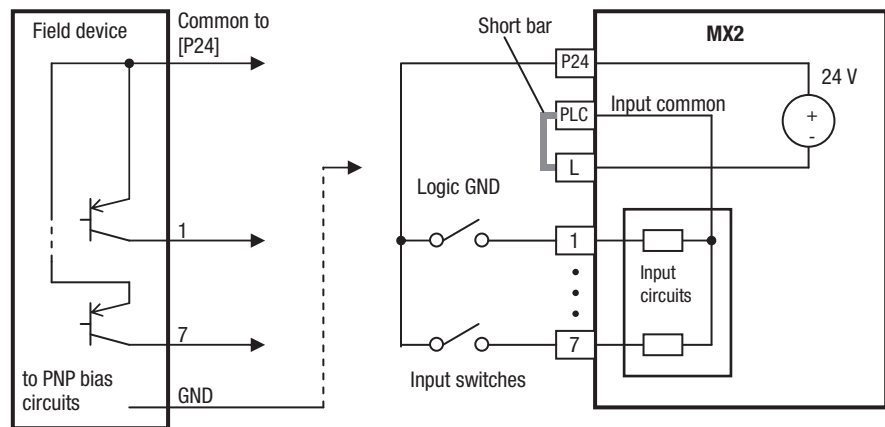 Field device
Common to
[P24]
1
7
to PNP bias
circuits
GND
Short bar
MX2
P24
24 V
PLC
Input common
+
-
L
Logic GND
1
Input
circuits
7
Input switches